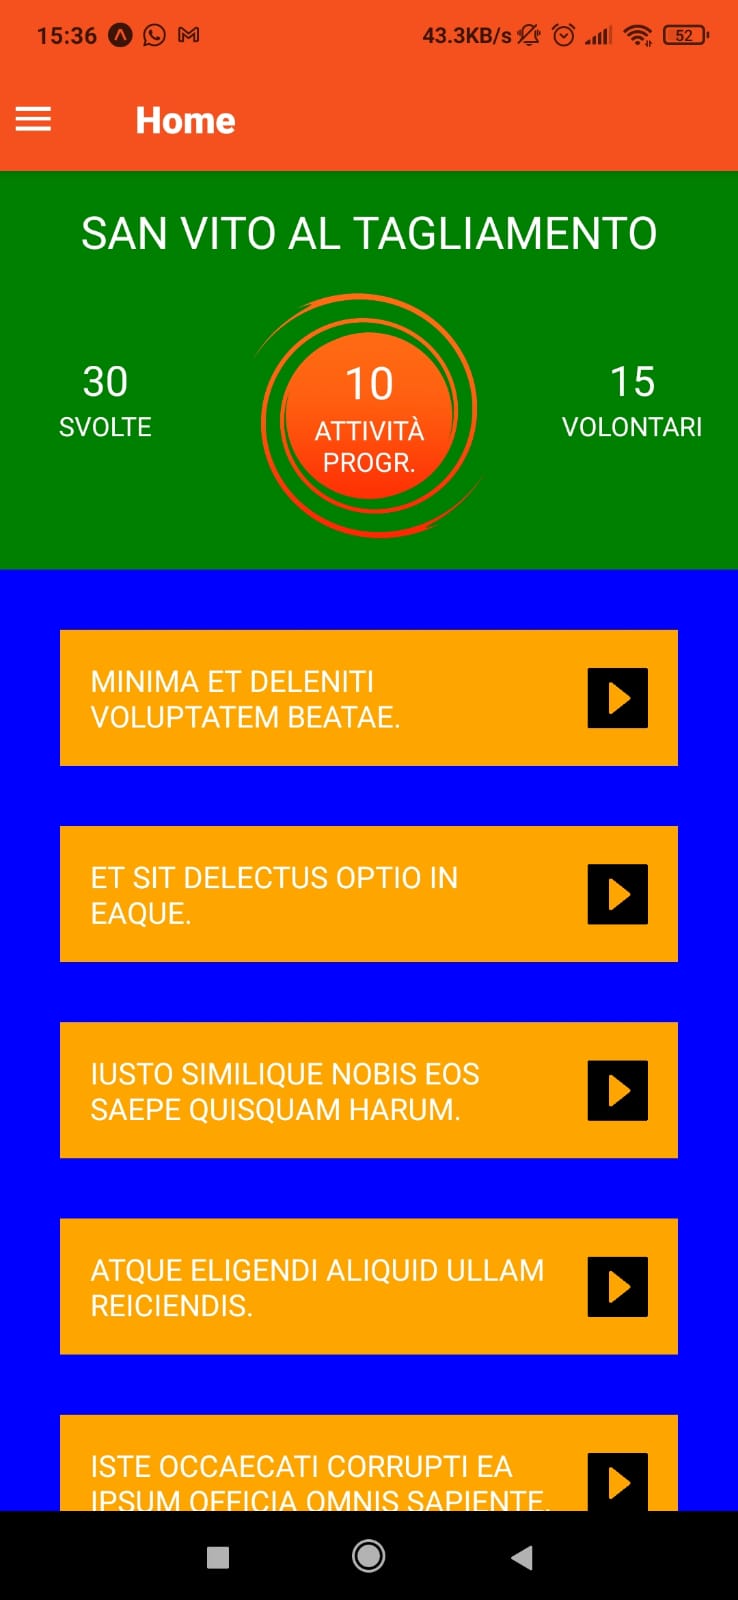 15:36 43.3KB/s 52
Home
SAN VITO AL TAGLIAMENTO
30
SVOLTE
10
ATTIVITÀ
PROGR.
15
VOLONTARI
MINIMA ET DELENITI
VOLUPTATEM BEATAE.
ET SIT DELECTUS OPTIO IN
EAQUE.
IUSTO SIMILIQUE NOBIS EOS
SAEPE QUISQUAM HARUM.
ATQUE ELIGENDI ALIQUID ULLAM
REICIENDIS.
ISTE OCCAECATI CORRUPTI EA
IPSUM OFFICIA OMNIS SAPIENTE.